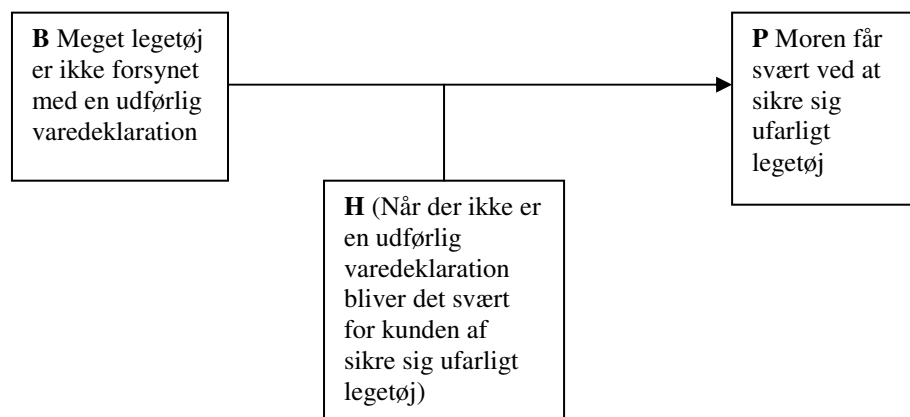 B Meget legetøj
er ikke forsynet
med en udførlig
varedeklaration
P Moren får
svært ved at
sikre sig
ufarligt
legetøj
H (Når der ikke er
en udførlig
varedeklaration
bliver det svært
for kunden af
sikre sig ufarligt
legetøj)